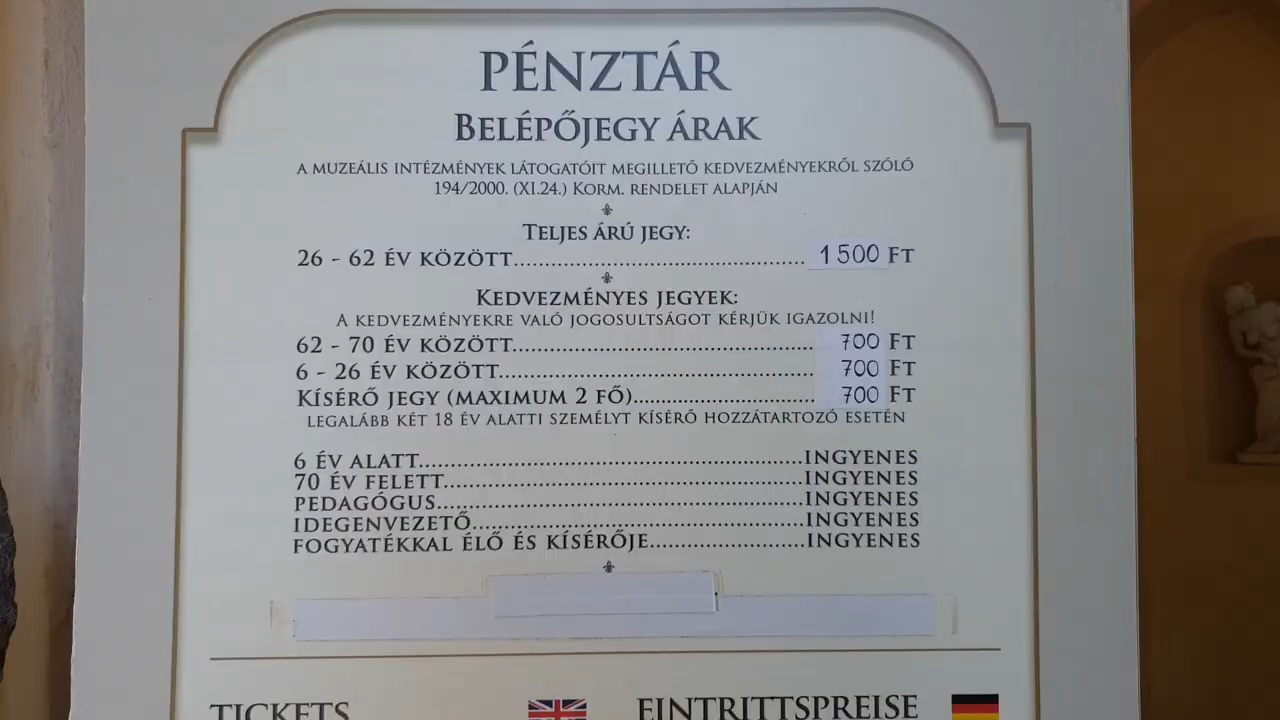 PÉNZTÁR
BELÉPŐJEGY ÁRAK
A MUZEÁLIS INTÉZMÉNYEK LÁTOGATÓIT MEGILLETŐ KEDVEZMÉNYEKRŐL SZÓLÓ
194/2000. (XI.24.) KORM. RENDELET ALAPJÁN
TELJES ÁRÚ JEGY:
26 - 62 ÉV KÖZÖTT........................................ 1 500 FT
KEDVEZMÉNYES JEGYEK:
A KEDVEZMÉNYEKRE VALÓ JOGOSULTSÁGOT KÉRJÜK IGAZOLNI!
62 - 70 ÉV KÖZÖTT........................................ 700 FT
6 - 26 ÉV KÖZÖTT.......................................... 700 FT
KÍSÉRŐ JEGY (MAXIMUM 2 FŐ)........................ 700 FT
LEGALÁBB KÉT 18 ÉV ALATTI SZEMÉLYT KÍSÉRŐ HOZZÁTARTOZÓ ESETÉN
6 ÉV ALATT....................................................INGYENES
70 ÉV FELETT.................................................INGYENES
PEDAGÓGUS..................................................INGYENES
IDEGENVEZETŐ.............................................INGYENES
FOGYATÉKKAL ÉLŐ ÉS KÍSÉRŐJE.....................INGYENES
TICKETS EINTRITTSPREISE